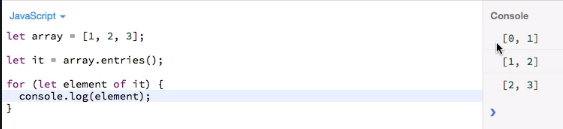 JavaScript
let array = [1, 2, 3];
let it = array.entries();
for (let element of it) {
console.log(element);
}
Console
[0, 1]
[1, 2]
[2, 3]